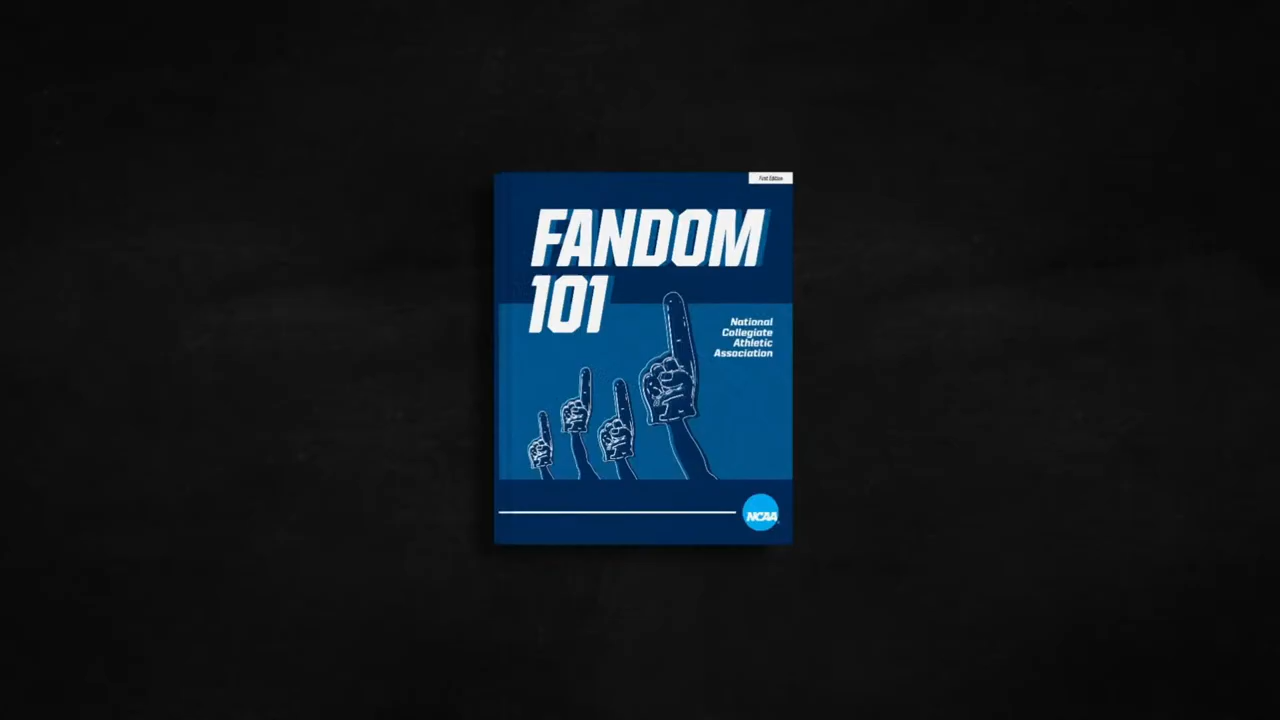 First Edition
FANDOM
101
National
Collegiate
Athletic
Association
NCAA